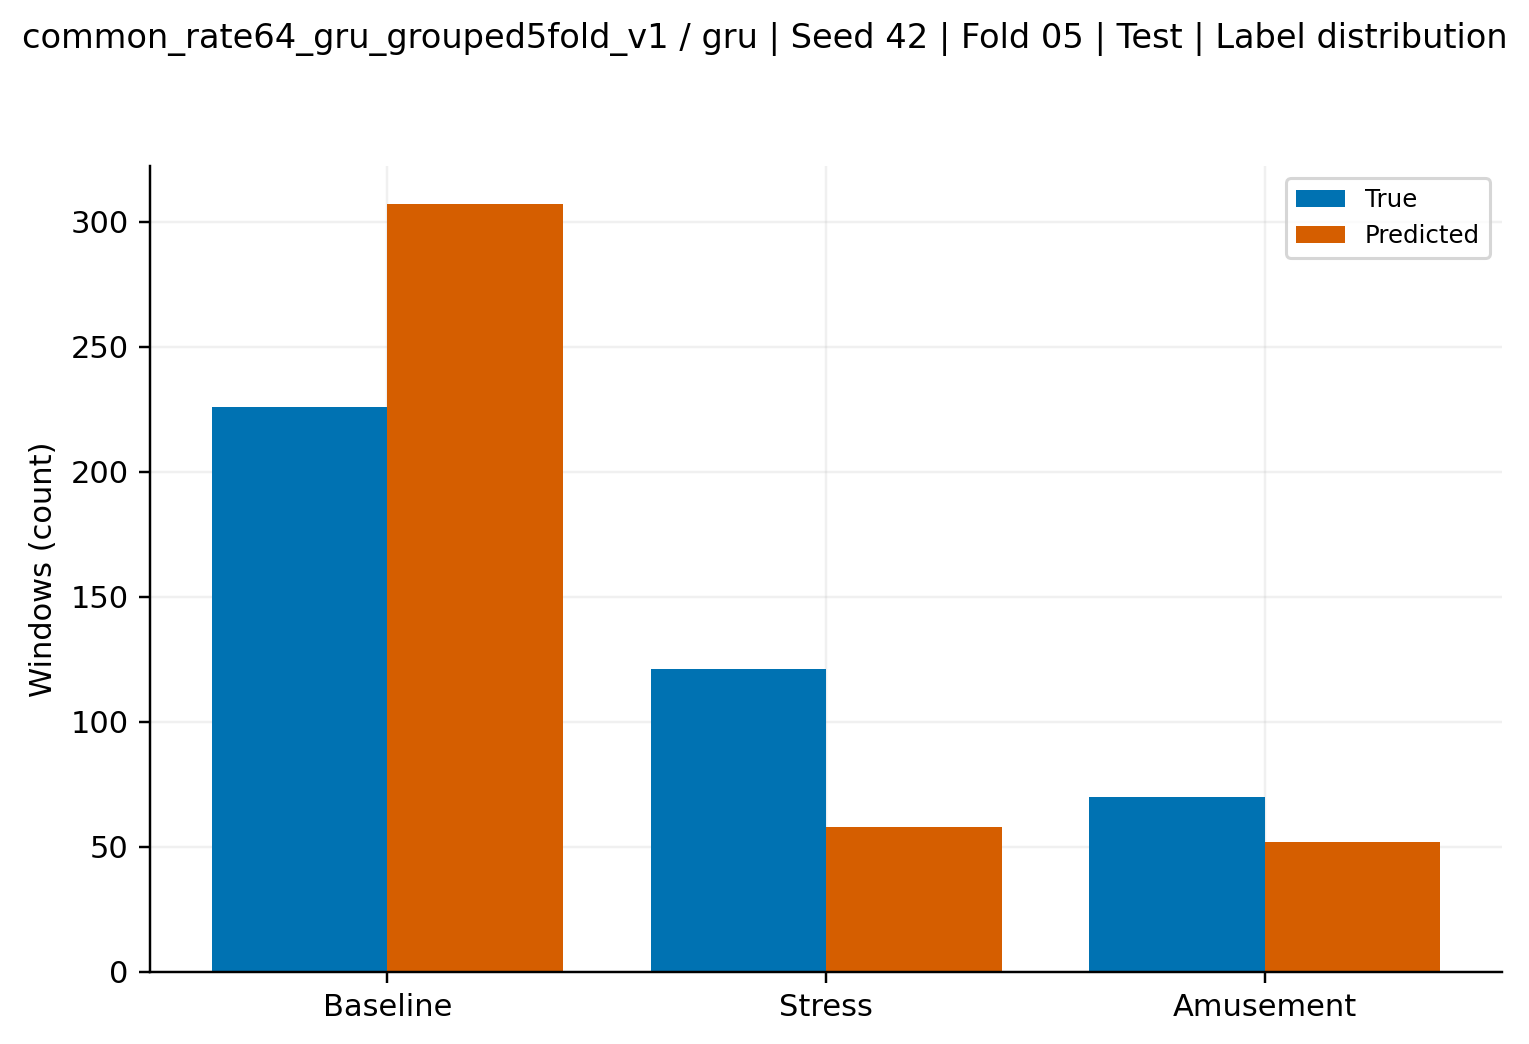 common_rate64_gru_grouped5fold_v1 / gru | Seed 42 | Fold 05 | Test | Label distribution
True
Predicted
Windows (count)
300
250
200
150
100
50
0
Baseline
Stress
Amusement